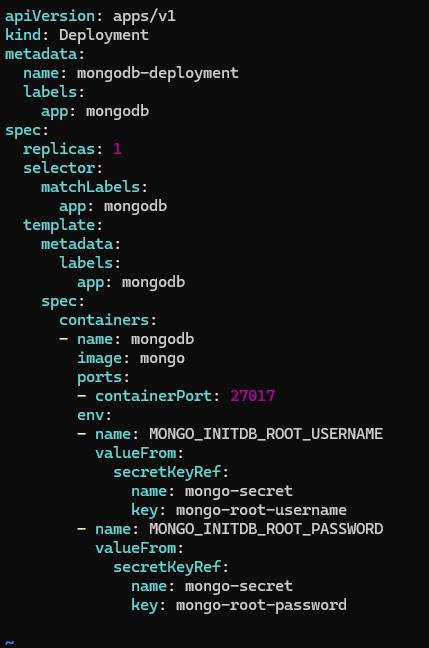 apiVersion: apps/v1
kind: Deployment
metadata:
  name: mongodb-deployment
  labels:
    app: mongodb
spec:
  replicas: 1
  selector:
    matchLabels:
      app: mongodb
  template:
    metadata:
      labels:
        app: mongodb
    spec:
      containers:
      - name: mongodb
        image: mongo
        ports:
        - containerPort: 27017
        env:
        - name: MONGO_INITDB_ROOT_USERNAME
          valueFrom:
            secretKeyRef:
              name: mongo-secret
              key: mongo-root-username
        - name: MONGO_INITDB_ROOT_PASSWORD
          valueFrom:
            secretKeyRef:
              name: mongo-secret
              key: mongo-root-password
~